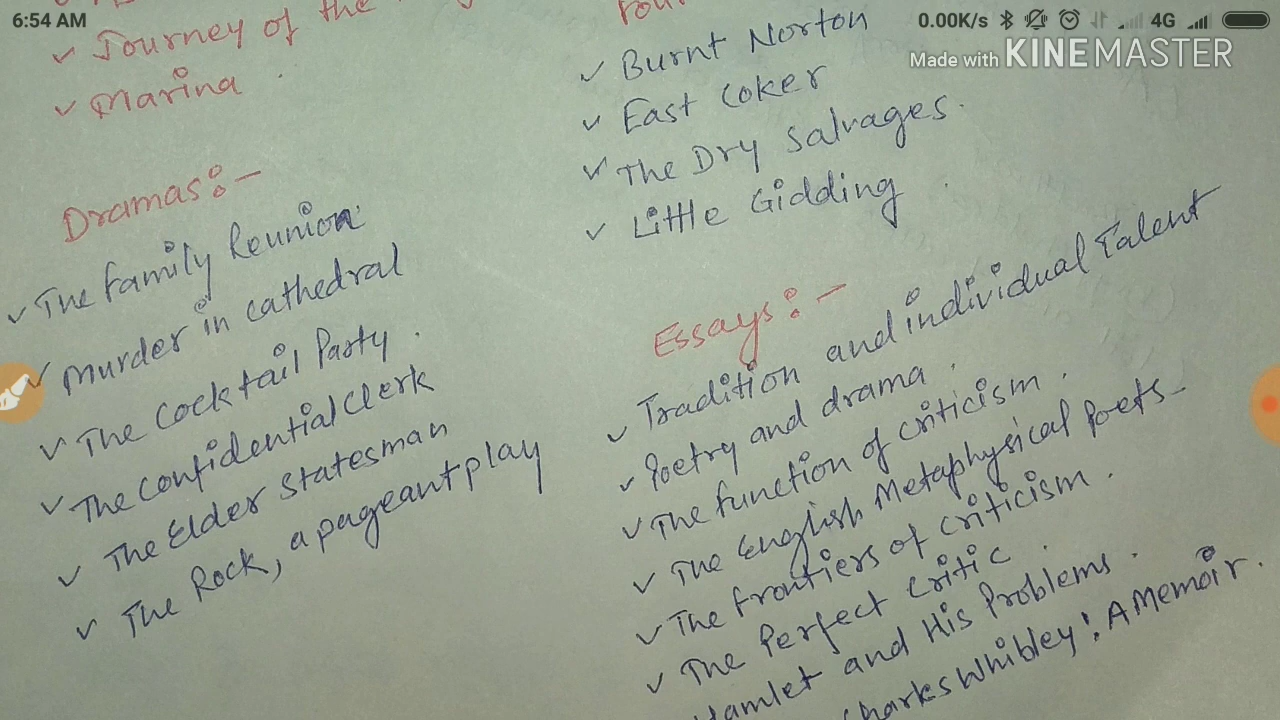 6:54 AM
0.00K/s 4G
Made with KINEMASTER
✓ Journey of the
✓ Marina
Dramas:-
✓ The Family Reunion
✓ Murder in cathedral
✓ The Cocktail Party.
✓ The Confidential Clerk
✓ The Elder Statesman
✓ The Rock, a pageant play
✓ Burnt Norton
✓ East Coker
✓ The Dry Salvages.
✓ Little Gidding
Essays:-
✓ Tradition and individual Talent
✓ Poetry and drama.
✓ The function of criticism.
✓ The English Metaphysical Poets-
✓ The frontiers of criticism.
✓ The Perfect Critic.
Hamlet and His Problems.
Charles Whibley: A Memoir.